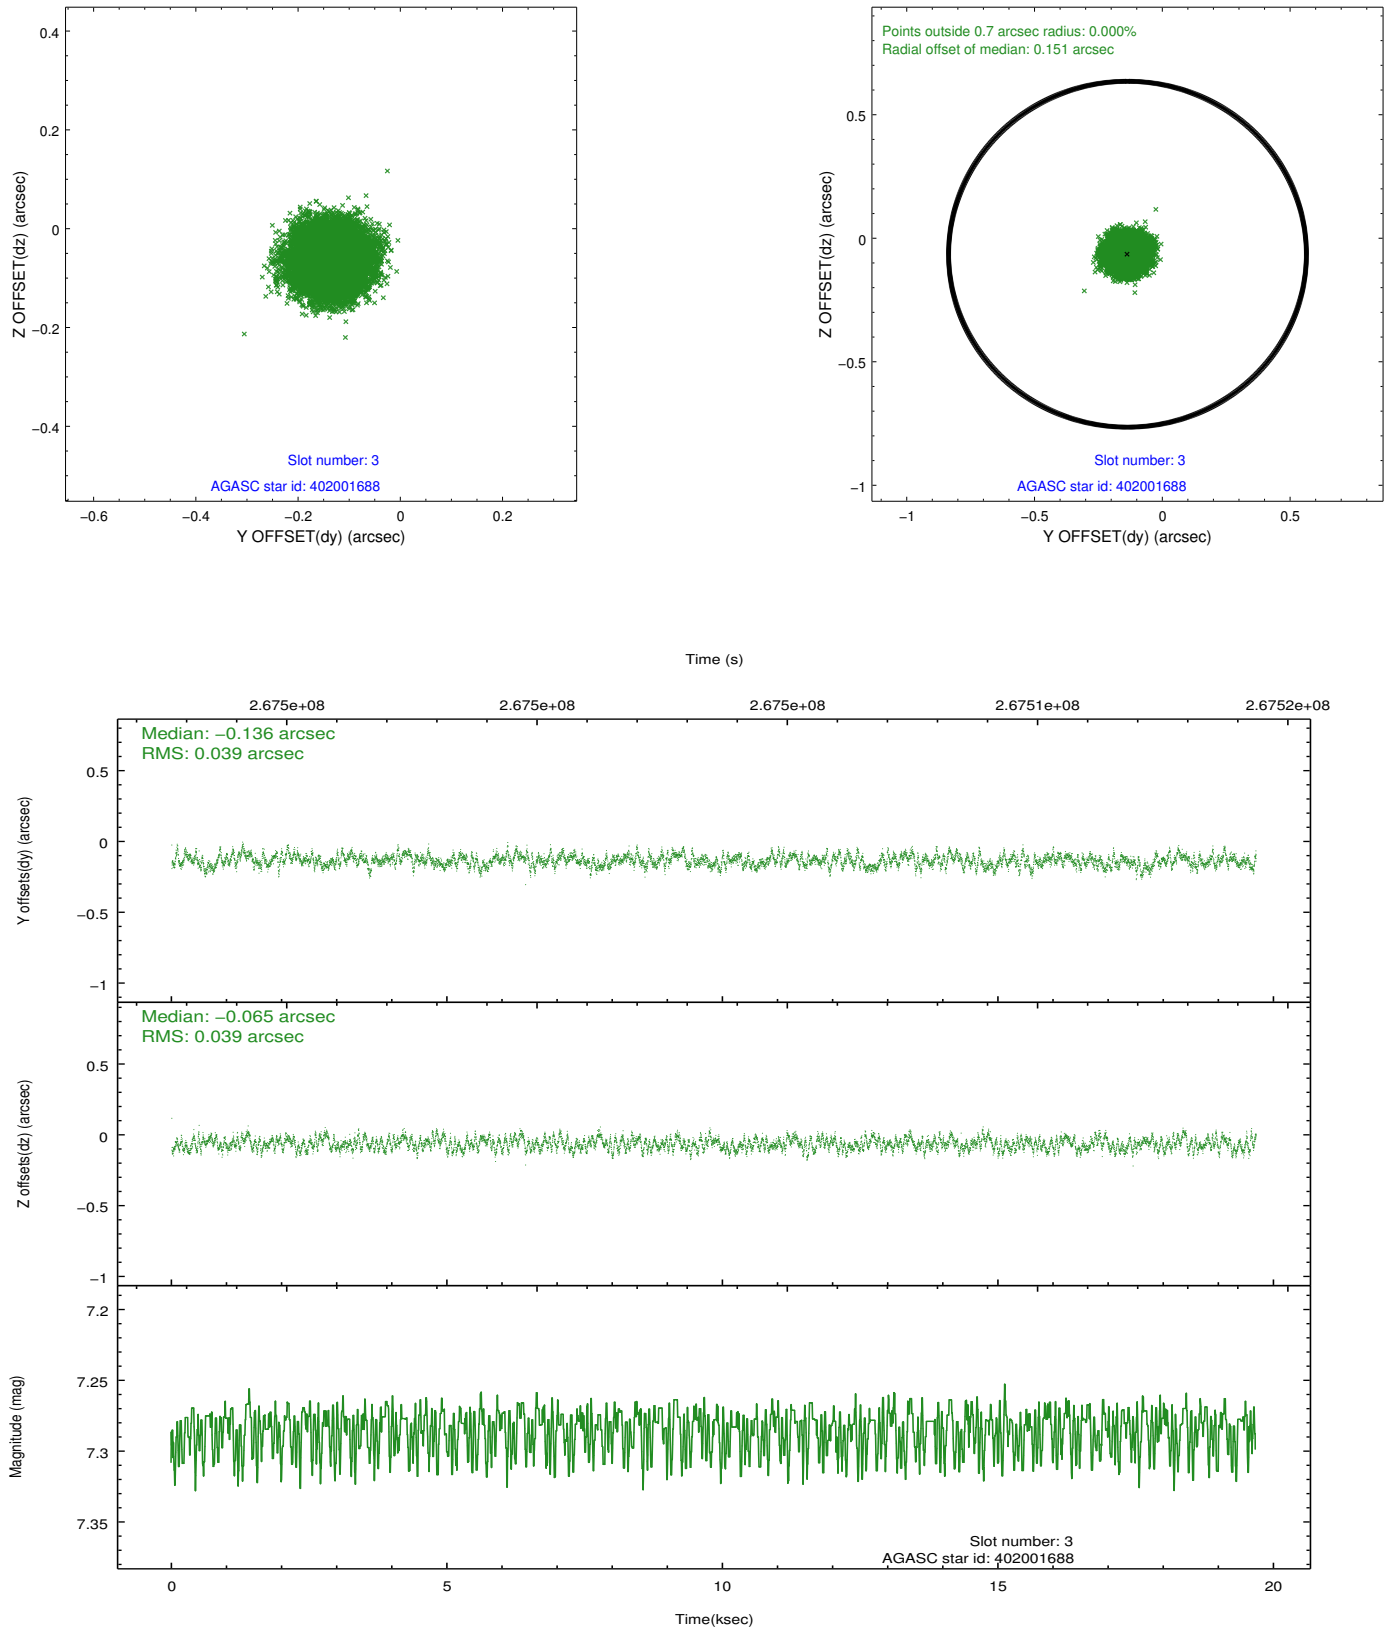 0.4
0.2
0
−0.2
−0.4
Z OFFSET(dz) (arcsec)
Slot number: 3
AGASC star id: 402001688
−0.6
−0.4
−0.2
0
0.2
Y OFFSET(dy) (arcsec)
Points outside 0.7 arcsec radius: 0.000%
Radial offset of median: 0.151 arcsec
0.5
0
−0.5
−1
Z OFFSET(dz) (arcsec)
Slot number: 3
AGASC star id: 402001688
−1
−0.5
0
0.5
Y OFFSET(dy) (arcsec)
Time (s)
2.675e+08
2.675e+08
2.675e+08
2.6751e+08
2.6752e+08
Median: −0.136 arcsec
RMS: 0.039 arcsec
0.5
0
−0.5
−1
Y offsets(dy) (arcsec)
Median: −0.065 arcsec
RMS: 0.039 arcsec
0.5
0
−0.5
−1
Z offsets(dz) (arcsec)
7.2
7.25
7.3
7.35
Magnitude (mag)
Slot number: 3
AGASC star id: 402001688
0
5
10
15
20
Time(ksec)